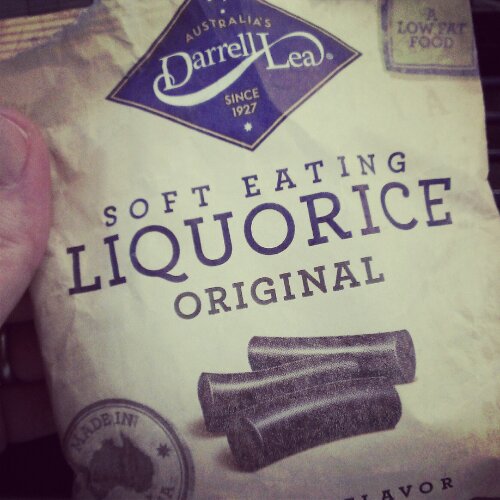 AUSTRALIA'S
Darrell Lea®
SINCE
1927
A
LOW FAT
FOOD
SOFT EATING
LIQUORICE
ORIGINAL
MADE IN